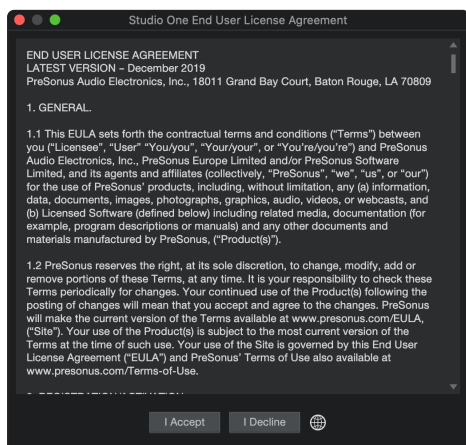 Studio One End User License Agreement
END USER LICENSE AGREEMENT
LATEST VERSION – December 2019
PreSonus Audio Electronics, Inc., 18011 Grand Bay Court, Baton Rouge, LA 70809
1. GENERAL.
1.1 This EULA sets forth the contractual terms and conditions ("Terms") between
you ("Licensee", "User" "You/you", "Your/your", or "You're/you're") and PreSonus
Audio Electronics, Inc., PreSonus Europe Limited and/or PreSonus Software
Limited, and its agents and affiliates (collectively, "PreSonus", "we", "us", or "our")
for the use of PreSonus' products, including, without limitation, any (a) information,
data, documents, images, photographs, graphics, audio, videos, or webcasts, and
(b) Licensed Software (defined below) including related media, documentation (for
example, program descriptions or manuals) and any other documents and
materials manufactured by PreSonus, ("Product(s)").
1.2 PreSonus reserves the right, at its sole discretion, to change, modify, add or
remove portions of these Terms, at any time. It is your responsibility to check these
Terms periodically for changes. Your continued use of the Product(s) following the
posting of changes will mean that you accept and agree to the changes. PreSonus
will make the current version of the Terms available at www.presonus.com/EULA,
("Site"). Your use of the Product(s) is subject to the most current version of the
Terms at the time of such use. Your use of the Site is governed by this End User
License Agreement ("EULA") and PreSonus' Terms of Use also available at
www.presonus.com/Terms-of-Use.
I Accept
I Decline